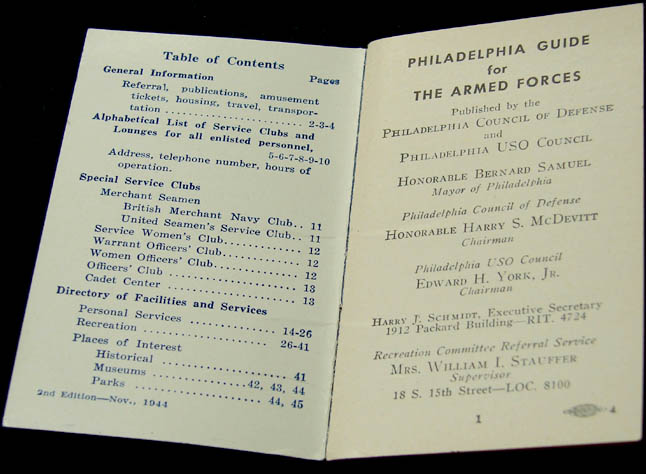 Table of Contents
General Information Pages
Referral, publications, amusement
tickets, housing, travel, transpor-
tation ........................ 2-3-4
Alphabetical List of Service Clubs and
Lounges for all enlisted personnel,
5-6-7-8-9-10
Address, telephone number, hours of
operation.
Special Service Clubs
Merchant Seamen
British Merchant Navy Club.. 11
United Seamen's Service Club.. 11
Service Women's Club............ 12
Warrant Officers' Club............ 12
Women Officers' Club............. 12
Officers' Club .................... 13
Cadet Center .................... 13
Directory of Facilities and Services
Personal Services ............. 14-26
Recreation .................... 26-41
Places of Interest
Historical .................... 41
Museums ............... 42, 43, 44
Parks .................. 44, 45
2nd Edition—Nov., 1944
PHILADELPHIA GUIDE
for
THE ARMED FORCES
Published by the
PHILADELPHIA COUNCIL OF DEFENSE
and
PHILADELPHIA USO COUNCIL
HONORABLE BERNARD SAMUEL
Mayor of Philadelphia
Philadelphia Council of Defense
HONORABLE HARRY S. MCDEVITT
Chairman
Philadelphia USO Council
EDWARD H. YORK, JR.
Chairman
HARRY J. SCHMIDT, Executive Secretary
1912 Packard Building—RIT. 4724
Recreation Committee Referral Service
MRS. WILLIAM I. STAUFFER
Supervisor
18 S. 15th Street—LOC. 8100
1
4